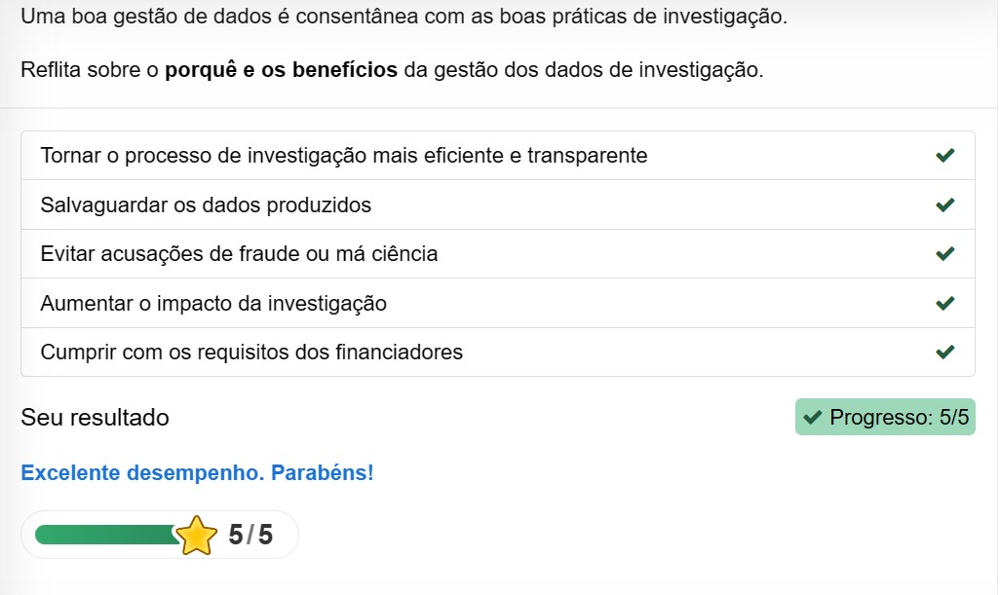 Uma boa gestão de dados é consentânea com as boas práticas de investigação.
Reflita sobre o porquê e os benefícios da gestão dos dados de investigação.
Tornar o processo de investigação mais eficiente e transparente
Salvaguardar os dados produzidos
Evitar acusações de fraude ou má ciência
Aumentar o impacto da investigação
Cumprir com os requisitos dos financiadores
Seu resultado
Progresso: 5/5
Excelente desempenho. Parabéns!
5/5